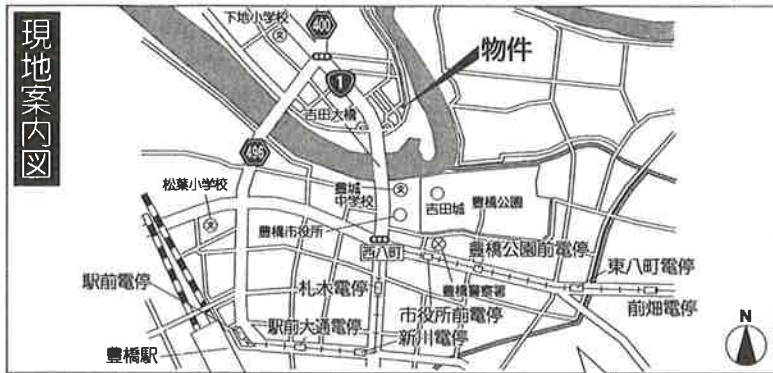 現地案内図
下地小学校
400
物件
1
吉田大橋
496
松葉小学校
豊城
中学校
吉田城
豊橋公園
豊橋市役所
西八町
豊橋公園前電停
東八町電停
駅前電停
札木電停
豊橋警察署
前畑電停
市役所前電停
駅前大通電停
新川電停
豊橋駅
N